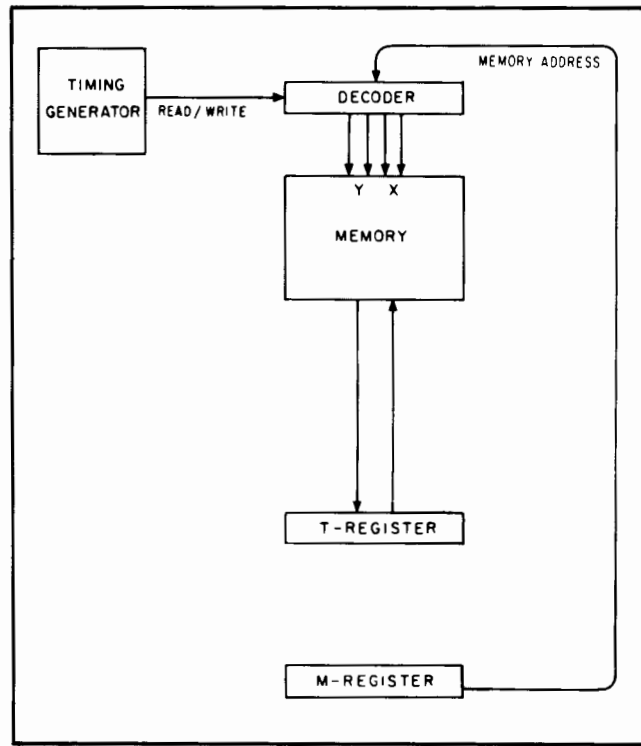 TIMING
GENERATOR
READ/WRITE
DECODER
MEMORY ADDRESS
Y X
MEMORY
T-REGISTER
M-REGISTER